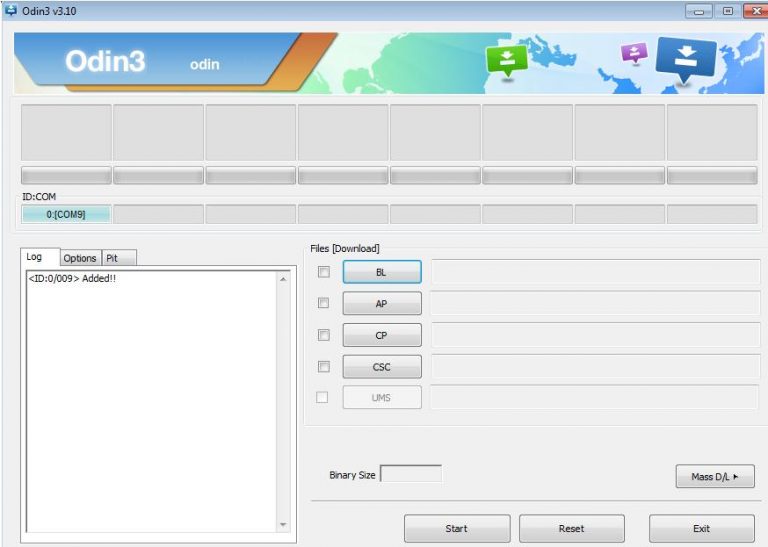 Odin3 v3.10
Odin3 odin
ID:COM
0:[COM9]
Log Options Pit
<ID:0/009> Added!!
Files [Download]
BL
AP
CP
CSC
UMS
Binary Size
Mass D/L
Start Reset Exit